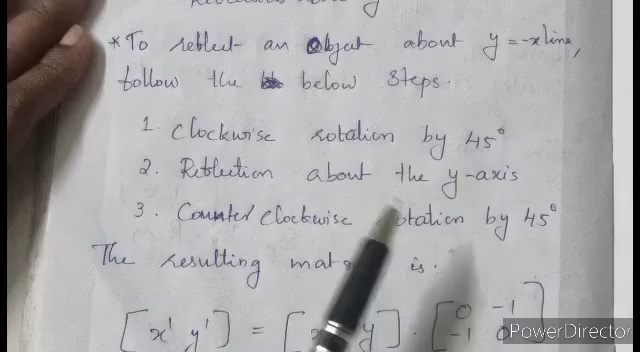 * To reflect an Object about y = -x line,
follow the below steps.
1. Clockwise rotation by 45°
2. Reflection about the y-axis
3. Counter Clockwise rotation by 45°
The resulting is.
[x' y'] = [ y] . [0 -1
-1 0]
PowerDirector